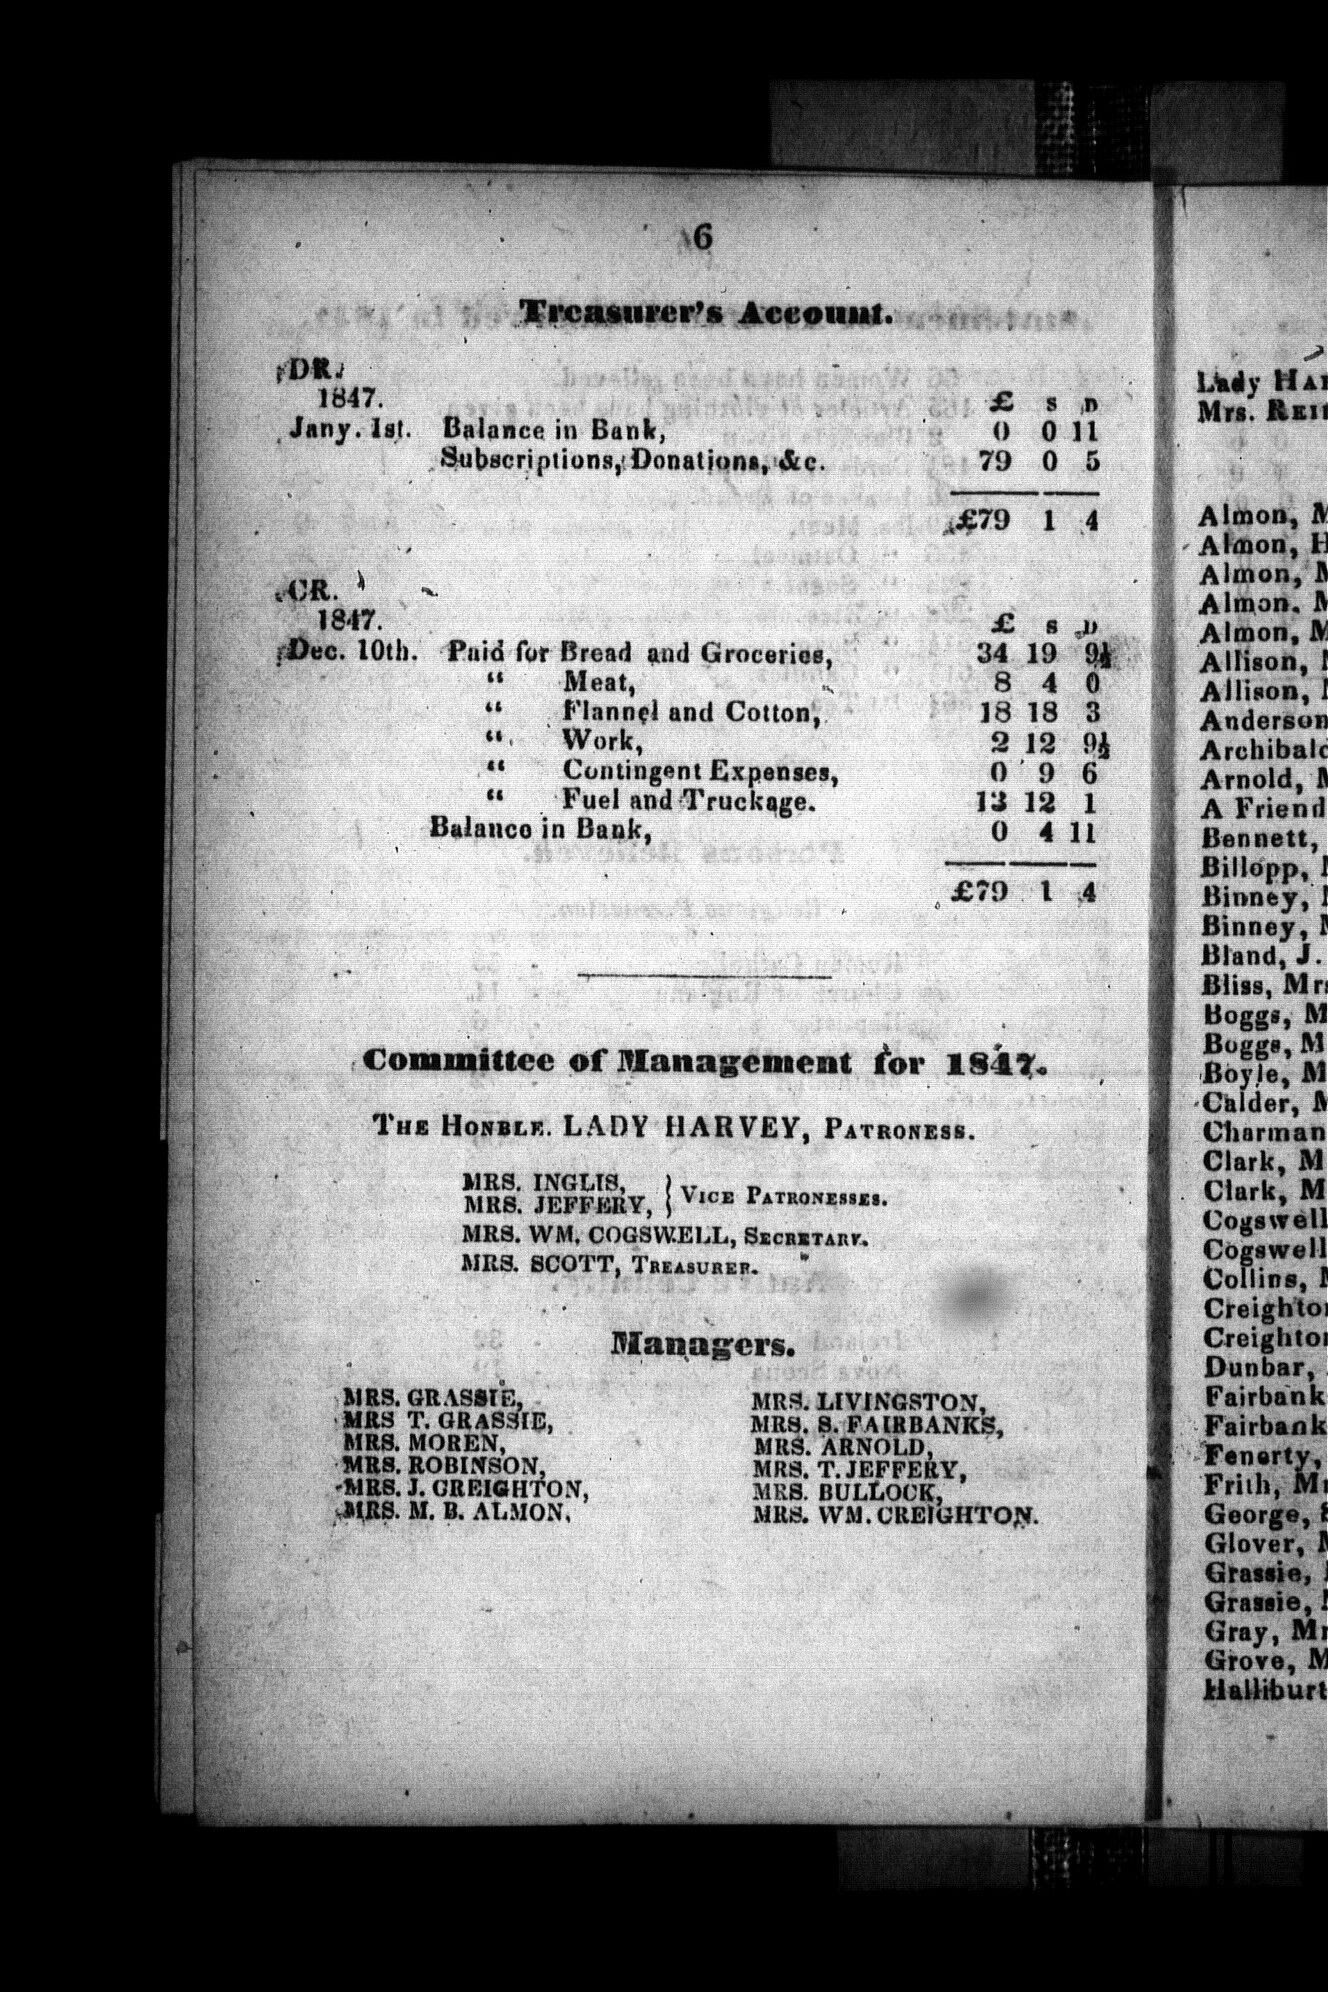 6
Treasurer's Account.
DR.
1847. £ s D
Jany. 1st. Balance in Bank, 0 0 11
Subscriptions, Donations, &c. 79 0 5
£79 1 4
CR.
1847. £ s D
Dec. 10th. Paid for Bread and Groceries, 34 19 9½
“ Meat, 8 4 0
“ Flannel and Cotton, 18 18 3
“ Work, 2 12 9½
“ Contingent Expenses, 0 9 6
“ Fuel and Truckage. 13 12 1
Balance in Bank, 0 4 11
£79 1 4
Committee of Management for 1847.
THE HONBLE. LADY HARVEY, PATRONESS.
MRS. INGLIS,
MRS. JEFFERY, } VICE PATRONESSES.
MRS. WM. COGSWELL, SECRETARY.
MRS. SCOTT, TREASURER.
Managers.
MRS. GRASSIE,
MRS T. GRASSIE,
MRS. MOREN,
MRS. ROBINSON,
MRS. J. CREIGHTON,
MRS. M. B. ALMON.
MRS. LIVINGSTON,
MRS. S. FAIRBANKS,
MRS. ARNOLD,
MRS. T. JEFFERY,
MRS. BULLOCK,
MRS. WM. CREIGHTON.
Lady
Mrs.
Almon,
Almon,
Almon,
Almon.
Almon,
Allison,
Allison,
Anderson
Archibald
Arnold,
A Friend
Bennett,
Billopp,
Binney,
Binney,
Bland, J.
Bliss,
Boggs,
Boggs,
Boyle,
Calder,
Charman
Clark,
Clark,
Cogswell
Cogswell
Collins,
Creighton
Creighton
Dunbar,
Fairbank
Fairbank
Fenerty,
Frith,
George,
Glover,
Grassie,
Grassie,
Gray,
Grove,
Halliburt